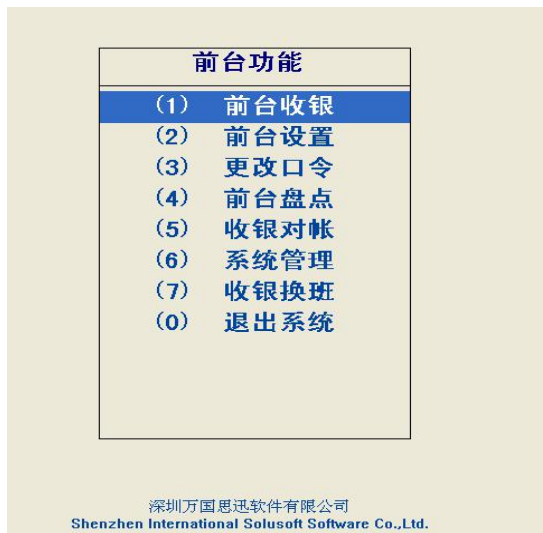 前台功能
(1) 前台收银
(2) 前台设置
(3) 更改口令
(4) 前台盘点
(5) 收银对帐
(6) 系统管理
(7) 收银换班
(0) 退出系统
深圳万国思迅软件有限公司
Shenzhen International Solusoft Software Co.,Ltd.